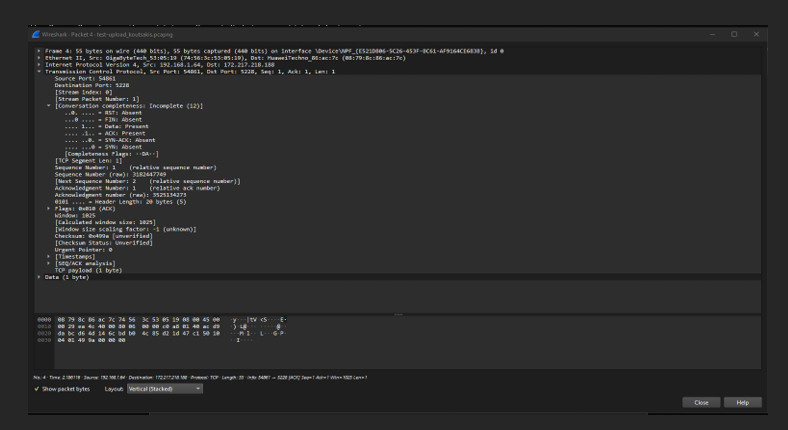 Wireshark · Packet 4 · test-upload_koutsakis.pcapng
Frame 4: 55 bytes on wire (440 bits), 55 bytes captured (440 bits) on interface
Ethernet II, Src: GigaByteTech_53:05:19 (74:56:3c:53:05:19), Dst: HuaweiTechno_86:ac:7c (08:79:8c:86:ac:7c)
Internet Protocol Version 4, Src: 192.168.1.64, Dst: 172.217.218.188
Transmission Control Protocol, Src Port: 54861, Dst Port: 5228, Seq: 1, Ack: 1, Len: 1
Source Port: 54861
Destination Port: 5228
[Stream index: 0]
[Stream Packet Number: 1]
[Conversation completeness: Incomplete (12)]
..0. .... = RST: Absent
...0 .... = FIN: Absent
.... 1... = Data: Present
.... .1.. = ACK: Present
.... ..0. = SYN-ACK: Absent
.... ...0 = SYN: Absent
[Completeness Flags: ··DA··]
[TCP Segment Len: 1]
Sequence Number: 1 (relative sequence number)
Sequence Number (raw): 3182447749
[Next Sequence Number: 2 (relative sequence number)]
Acknowledgment Number: 1 (relative ack number)
Acknowledgment number (raw): 3525134273
0101 .... = Header Length: 20 bytes (5)
Flags: 0x010 (ACK)
Window: 1025
[Calculated window size: 1025]
[Window size scaling factor: -1 (unknown)]
Checksum: 0x499a [unverified]
[Checksum Status: Unverified]
Urgent Pointer: 0
[Timestamps]
[SEQ/ACK analysis]
TCP payload (1 byte)
Data (1 byte)
0000 08 79 8c 86 ac 7c 74 56 3c 53 05 19 08 00 45 00 ·y···|tV <S····E·
0010 00 29 ea 4c 40 00 80 06 00 00 c0 a8 01 40 ac d9
0020 da bc d6 4d 14 6c bd b0 4c 85 d2 1d 47 c1 50 10
0030 04 01 49 9a 00 00 00 ··I····
No.: 4 · Time: 2.199118 · Source: 192.168.1.64 · Destination: 172.217.218.188 · Protocol: TCP · Length: 55 · Info: 54861 → 5228 [ACK] Seq=1 Ack=1 Win=1025 Len=1
Show packet bytes Layout: Vertical (Stacked)
Close Help